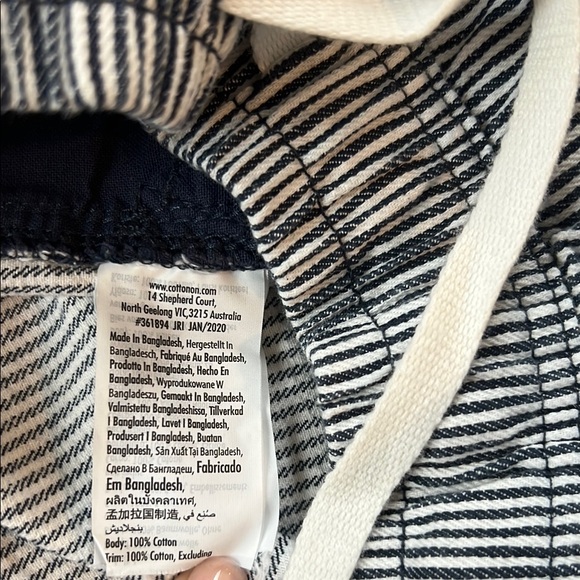 www.cottonon.com
14 Shepherd Court,
North Geelong VIC,3215 Australia
#361894 JRI JAN/2020
Made In Bangladesh, Hergestellt In
Bangladesch, Fabriqué Au Bangladesh,
Prodotto In Bangladesh, Hecho En
Bangladesh, Wyprodukowane W
Bangladeszu, Gemaakt In Bangladesh,
Valmistettu Bangladeshissa, Tillverkad
I Bangladesh, Lavet I Bangladesh,
Produsert I Bangladesh, Buatan
Bangladesh, Sản Xuất Tại Bangladesh,
Сделано В Бангладеш, Fabricado
Em Bangladesh,
ผลิตในบังคลาเทศ,
孟加拉国制造, صُنع في
بنجلاديش
Body: 100% Cotton
Trim: 100% Cotton, Excluding